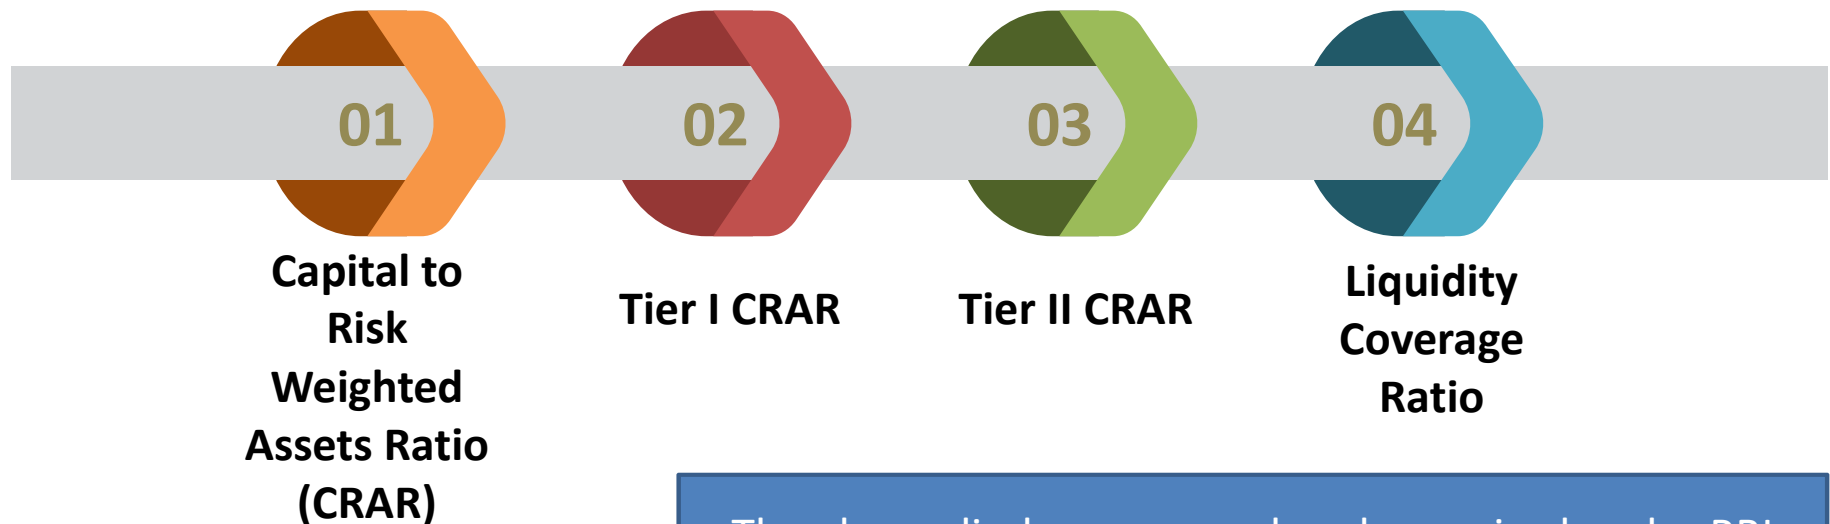 01
02
03
04
Capital to
Risk
Weighted
Assets Ratio
(CRAR)
Tier I CRAR
Tier II CRAR
Liquidity
Coverage
Ratio